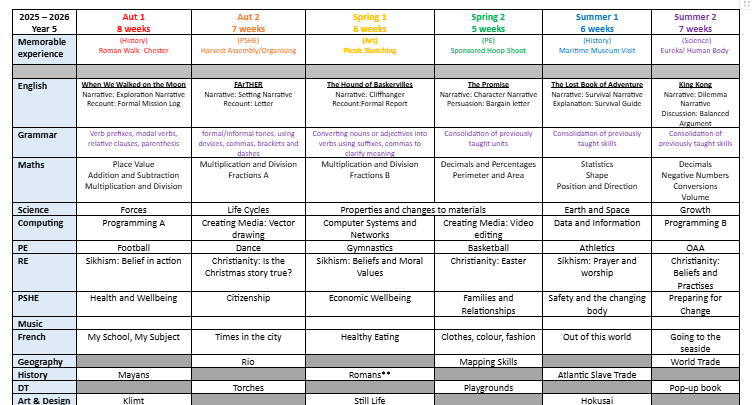 2025 – 2026 Aut 1 Aut 2 Spring 1 Spring 2 Summer 1 Summer 2
Year 5 8 weeks 7 weeks 6 weeks 5 weeks 6 weeks 7 weeks
Memorable (History) (PSHE) (Art) (PE) (History) (Science)
experience Roman Walk Chester Harvest Assembly/Organising Picnic Sketching Sponsored Hoop Shoot Maritime Museum Visit Eureka! Human Body
English When We Walked on the Moon FArTHER The Hound of Baskervilles The Promise The Lost Book of Adventure King Kong
Narrative: Exploration Narrative Narrative: Setting Narrative Narrative: Cliffhanger Narrative: Character Narrative Narrative: Survival Narrative Narrative: Dilemma
Recount: Formal Mission Log Recount: Letter Recount:Formal Report Persuasion: Bargain letter Explanation: Survival Guide Narrative
Discussion: Balanced
Argument
Grammar Verb prefixes, modal verbs, formal/informal tones, using Converting nouns or adjectives into Consolidation of previously Consolidation of previously Consolidation of
relative clauses, parenthesis devices, commas, brackets and verbs using suffixes, commas to taught units taught skills previously taught skills
dashes clarify meaning
Maths Place Value Multiplication and Division Multiplication and Division Decimals and Percentages Statistics Decimals
Addition and Subtraction Fractions A Fractions B Perimeter and Area Shape Negative Numbers
Multiplication and Division Position and Direction Conversions
Volume
Science Forces Life Cycles Properties and changes to materials Earth and Space Growth
Computing Programming A Creating Media: Vector Computer Systems and Creating Media: Video Data and Information Programming B
drawing Networks editing
PE Football Dance Gymnastics Basketball Athletics OAA
RE Sikhism: Belief in action Christianity: Is the Sikhism: Beliefs and Moral Christianity: Easter Sikhism: Prayer and Christianity:
Christmas story true? Values worship Beliefs and
Practises
PSHE Health and Wellbeing Citizenship Economic Wellbeing Families and Safety and the changing Preparing for
Relationships body Change
Music
French My School, My Subject Times in the city Healthy Eating Clothes, colour, fashion Out of this world Going to the
seaside
Geography Rio Mapping Skills World Trade
History Mayans Romans** Atlantic Slave Trade
DT Torches Playgrounds Pop-up book
Art & Design Klimt Still Life Hokusai